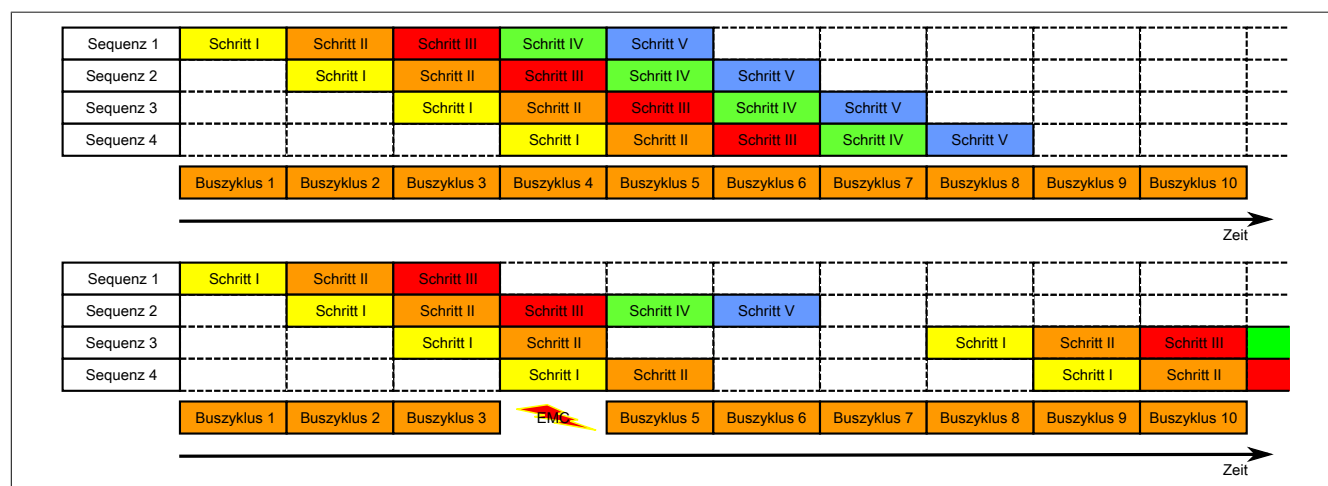 Sequenz 1 Schritt I Schritt II Schritt III Schritt IV Schritt V
Sequenz 2 Schritt I Schritt II Schritt III Schritt IV Schritt V
Sequenz 3 Schritt I Schritt II Schritt III Schritt IV Schritt V
Sequenz 4 Schritt I Schritt II Schritt III Schritt IV Schritt V
Buszyklus 1 Buszyklus 2 Buszyklus 3 Buszyklus 4 Buszyklus 5 Buszyklus 6 Buszyklus 7 Buszyklus 8 Buszyklus 9 Buszyklus 10
Zeit
Sequenz 1 Schritt I Schritt II Schritt III
Sequenz 2 Schritt I Schritt II Schritt III Schritt IV Schritt V
Sequenz 3 Schritt I Schritt II Schritt I Schritt II Schritt III
Sequenz 4 Schritt I Schritt II Schritt I Schritt II
Buszyklus 1 Buszyklus 2 Buszyklus 3 EMC Buszyklus 5 Buszyklus 6 Buszyklus 7 Buszyklus 8 Buszyklus 9 Buszyklus 10
Zeit